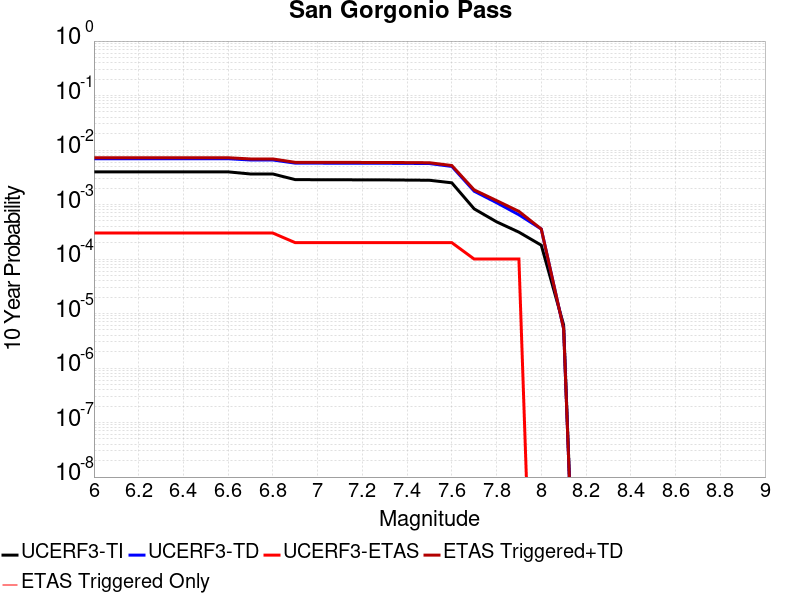 San Gorgonio Pass
10^0
10^-1
10^-2
10^-3
10^-4
10^-5
10^-6
10^-7
10^-8
10 Year Probability
6 6.2 6.4 6.6 6.8 7 7.2 7.4 7.6 7.8 8 8.2 8.4 8.6 8.8 9
Magnitude
UCERF3-TI UCERF3-TD UCERF3-ETAS ETAS Triggered+TD
ETAS Triggered Only